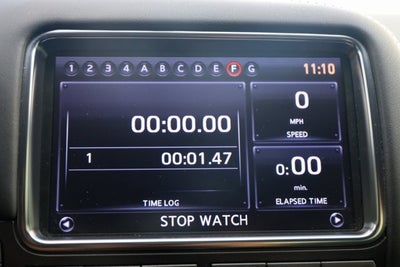 1 2 3 4 A B C D E F G 11:10
00:00.00
1 00:01.47
TIME LOG
0
MPH
SPEED
0:00
min.
ELAPSED TIME
STOP WATCH